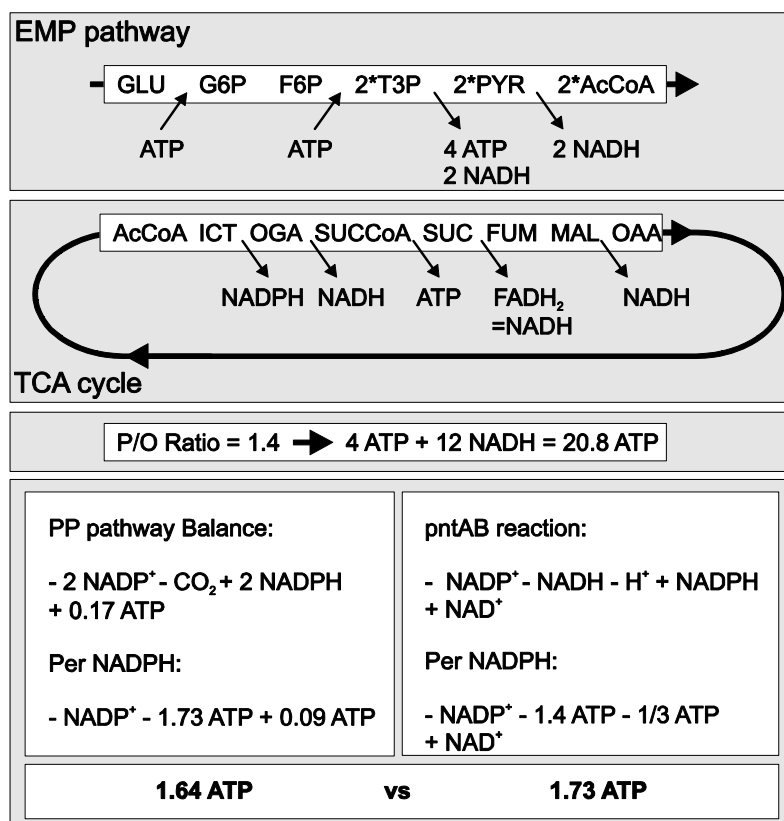 EMP pathway
GLU G6P F6P 2*T3P 2*PYR 2*AcCoA
ATP ATP 4 ATP 2 NADH
2 NADH
AcCoA ICT OGA SUCCoA SUC FUM MAL OAA
NADPH NADH ATP FADH₂ NADH
=NADH
TCA cycle
P/O Ratio = 1.4 → 4 ATP + 12 NADH = 20.8 ATP
PP pathway Balance:
- 2 NADP⁺ - CO₂ + 2 NADPH
+ 0.17 ATP
Per NADPH:
- NADP⁺ - 1.73 ATP + 0.09 ATP
pntAB reaction:
- NADP⁺ - NADH - H⁺ + NADPH
+ NAD⁺
Per NADPH:
- NADP⁺ - 1.4 ATP - 1/3 ATP
+ NAD⁺
1.64 ATP vs 1.73 ATP